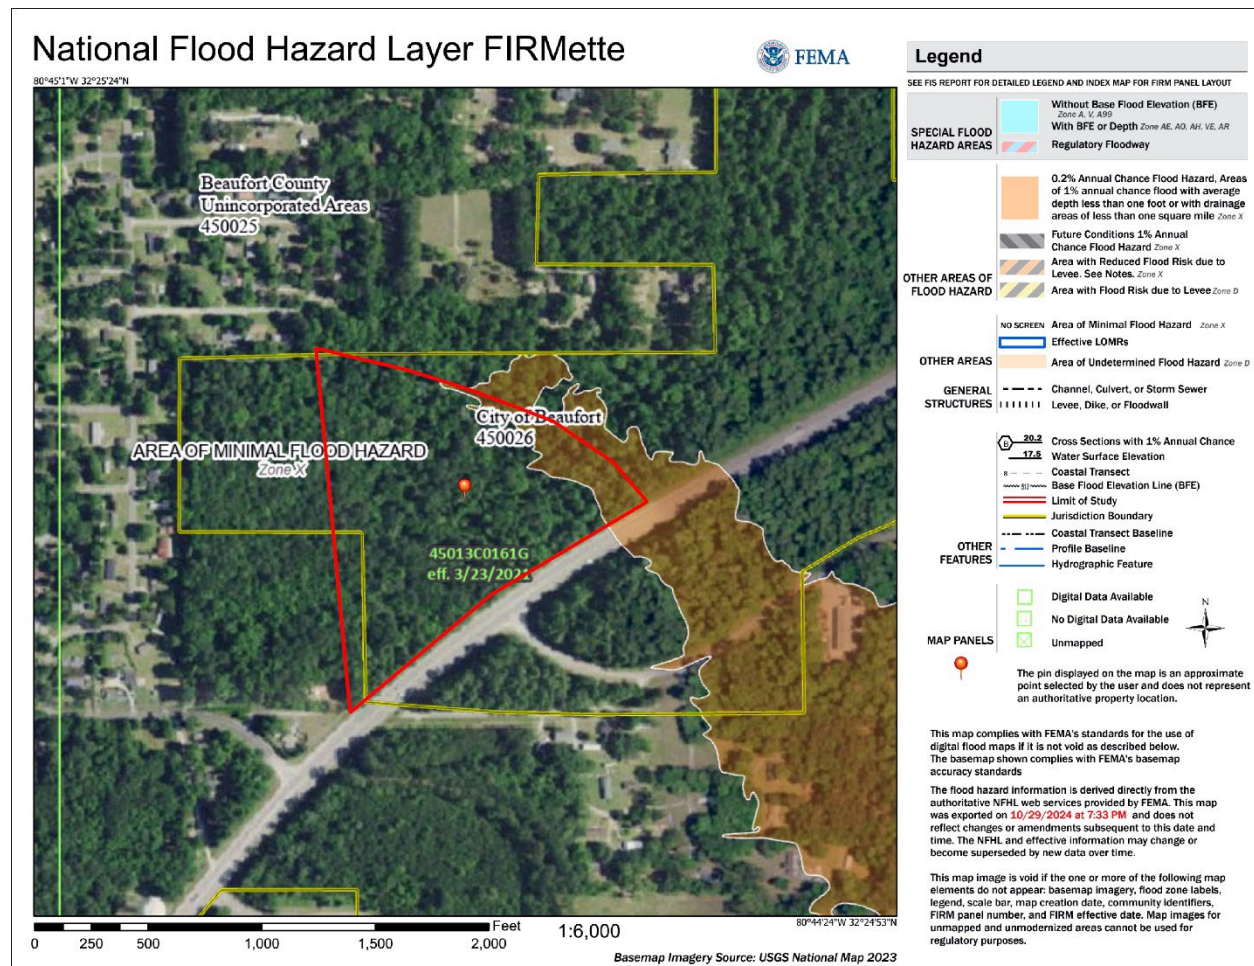 National Flood Hazard Layer FIRMette
FEMA
80°45'1"W 32°25'24"N
Beaufort County
Unincorporated Areas
450025
City of Beaufort
450026
AREA OF MINIMAL FLOOD HAZARD
Zone X
45013C0161G
eff. 3/23/2021
80°44'24"W 32°24'53"N
Feet
1:6,000
0
250
500
1,000
1,500
2,000
Basemap Imagery Source: USGS National Map 2023
Legend
SEE FIS REPORT FOR DETAILED LEGEND AND INDEX MAP FOR FIRM PANEL LAYOUT
SPECIAL FLOOD
HAZARD AREAS
Without Base Flood Elevation (BFE)
Zone A, V, A99
With BFE or Depth Zone AE, AO, AH, VE, AR
Regulatory Floodway
OTHER AREAS OF
FLOOD HAZARD
0.2% Annual Chance Flood Hazard, Areas
of 1% annual chance flood with average
depth less than one foot or with drainage
areas of less than one square mile Zone X
Future Conditions 1% Annual
Chance Flood Hazard Zone X
Area with Reduced Flood Risk due to
Levee. See Notes. Zone X
Area with Flood Risk due to Levee Zone D
OTHER AREAS
NO SCREEN Area of Minimal Flood Hazard Zone X
Effective LOMRs
Area of Undetermined Flood Hazard Zone D
GENERAL
STRUCTURES
Channel, Culvert, or Storm Sewer
Levee, Dike, or Floodwall
OTHER
FEATURES
B 20.2 Cross Sections with 1% Annual Chance
17.5 Water Surface Elevation
8 Coastal Transect
513 Base Flood Elevation Line (BFE)
Limit of Study
Jurisdiction Boundary
Coastal Transect Baseline
Profile Baseline
Hydrographic Feature
MAP PANELS
Digital Data Available
No Digital Data Available
Unmapped
N
The pin displayed on the map is an approximate
point selected by the user and does not represent
an authoritative property location.
This map complies with FEMA's standards for the use of
digital flood maps if it is not void as described below.
The basemap shown complies with FEMA's basemap
accuracy standards
The flood hazard information is derived directly from the
authoritative NFHL web services provided by FEMA. This map
was exported on 10/29/2024 at 7:33 PM and does not
reflect changes or amendments subsequent to this date and
time. The NFHL and effective information may change or
become superseded by new data over time.
This map image is void if the one or more of the following map
elements do not appear: basemap imagery, flood zone labels,
legend, scale bar, map creation date, community identifiers,
FIRM panel number, and FIRM effective date. Map images for
unmapped and unmodernized areas cannot be used for
regulatory purposes.